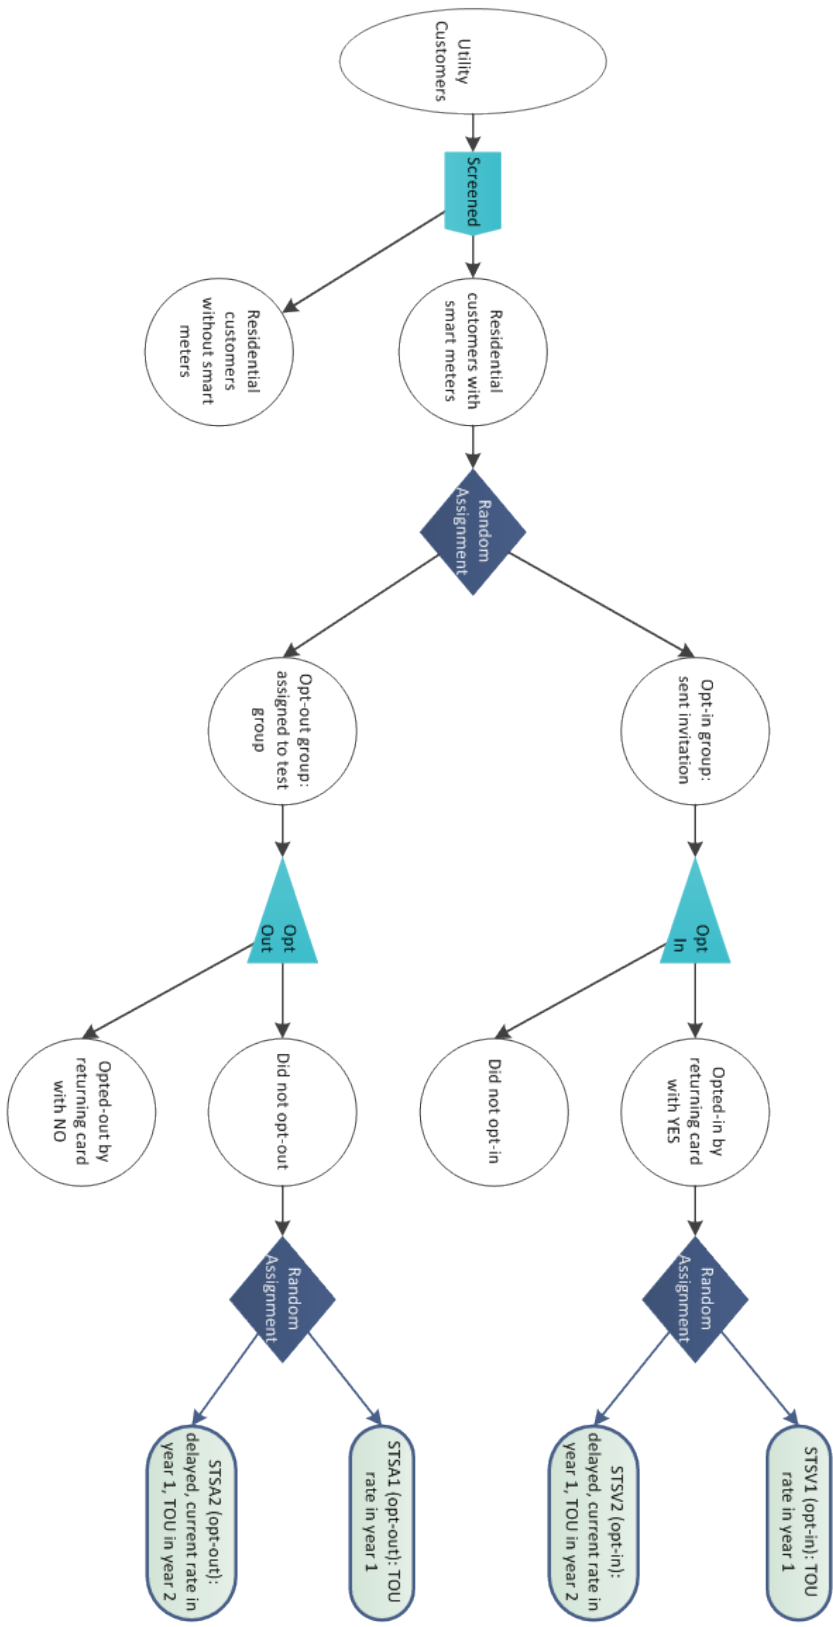 Utility
Customers
Screened
Residential
customers with
smart meters
Residential
customers
without smart
meters
Random
Assignment
Opt-in group:
sent invitation
Opt-out group:
assigned to test
group
Opt
In
Opt
Out
Opted-in by
returning card
with YES
Did not opt-in
Did not opt-out
Opted-out by
returning card
with NO
Random
Assignment
Random
Assignment
STSV1 (opt-in): TOU
rate in year 1
STSV2 (opt-in):
delayed, current rate in
year 1, TOU in year 2
STSA1 (opt-out): TOU
rate in year 1
STSA2 (opt-out):
delayed, current rate in
year 1, TOU in year 2